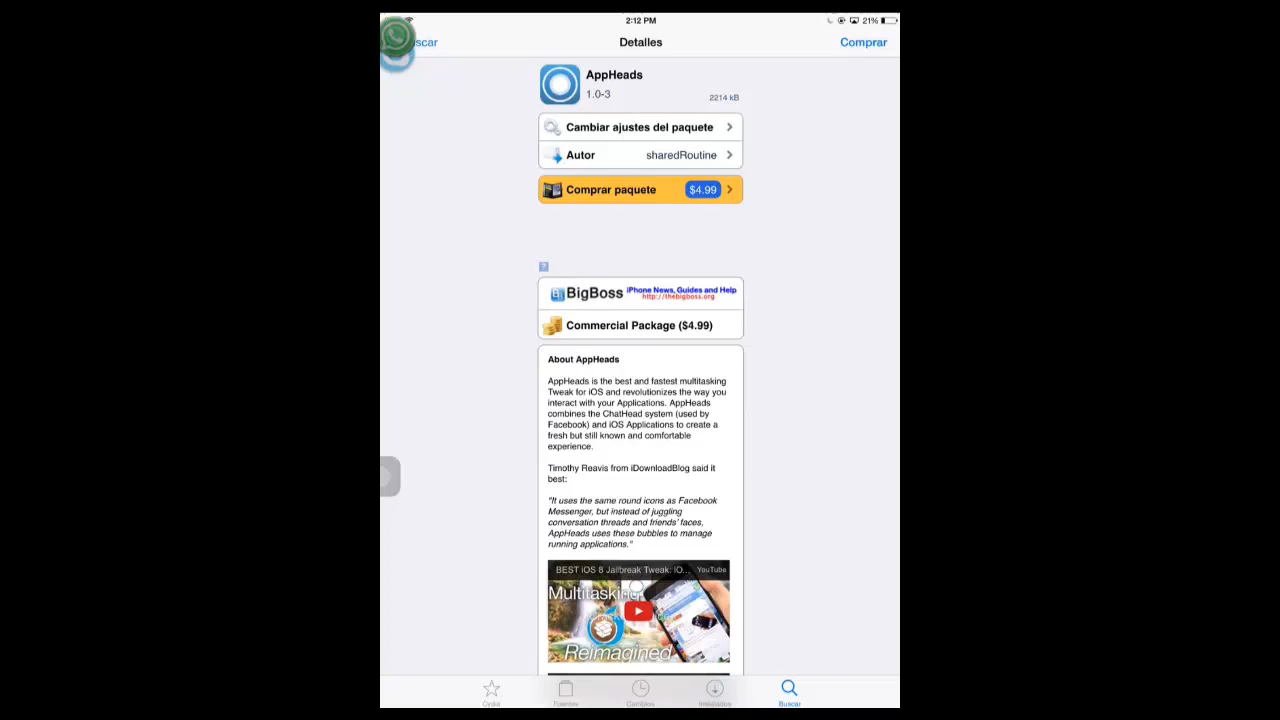 2:12 PM
21%
scar
Detalles
Comprar
AppHeads
1.0-3
2214 kB
Cambiar ajustes del paquete
Autor
sharedRoutine
Comprar paquete
$4.99
?
BigBoss
iPhone News, Guides and Help
http://thebigboss.org
Commercial Package ($4.99)
About AppHeads
AppHeads is the best and fastest multitasking
Tweak for iOS and revolutionizes the way you
interact with your Applications. AppHeads
combines the ChatHead system (used by
Facebook) and iOS Applications to create a
fresh but still known and comfortable
experience.
Timothy Reavis from iDownloadBlog said it
best:
"It uses the same round icons as Facebook
Messenger, but instead of juggling
conversation threads and friends' faces,
AppHeads uses these bubbles to manage
running applications."
BEST iOS 8 Jailbreak Tweak: iO...
YouTube
Multitasking
Reimagined
Cydia
Fuentes
Cambios
Instalados
Buscar